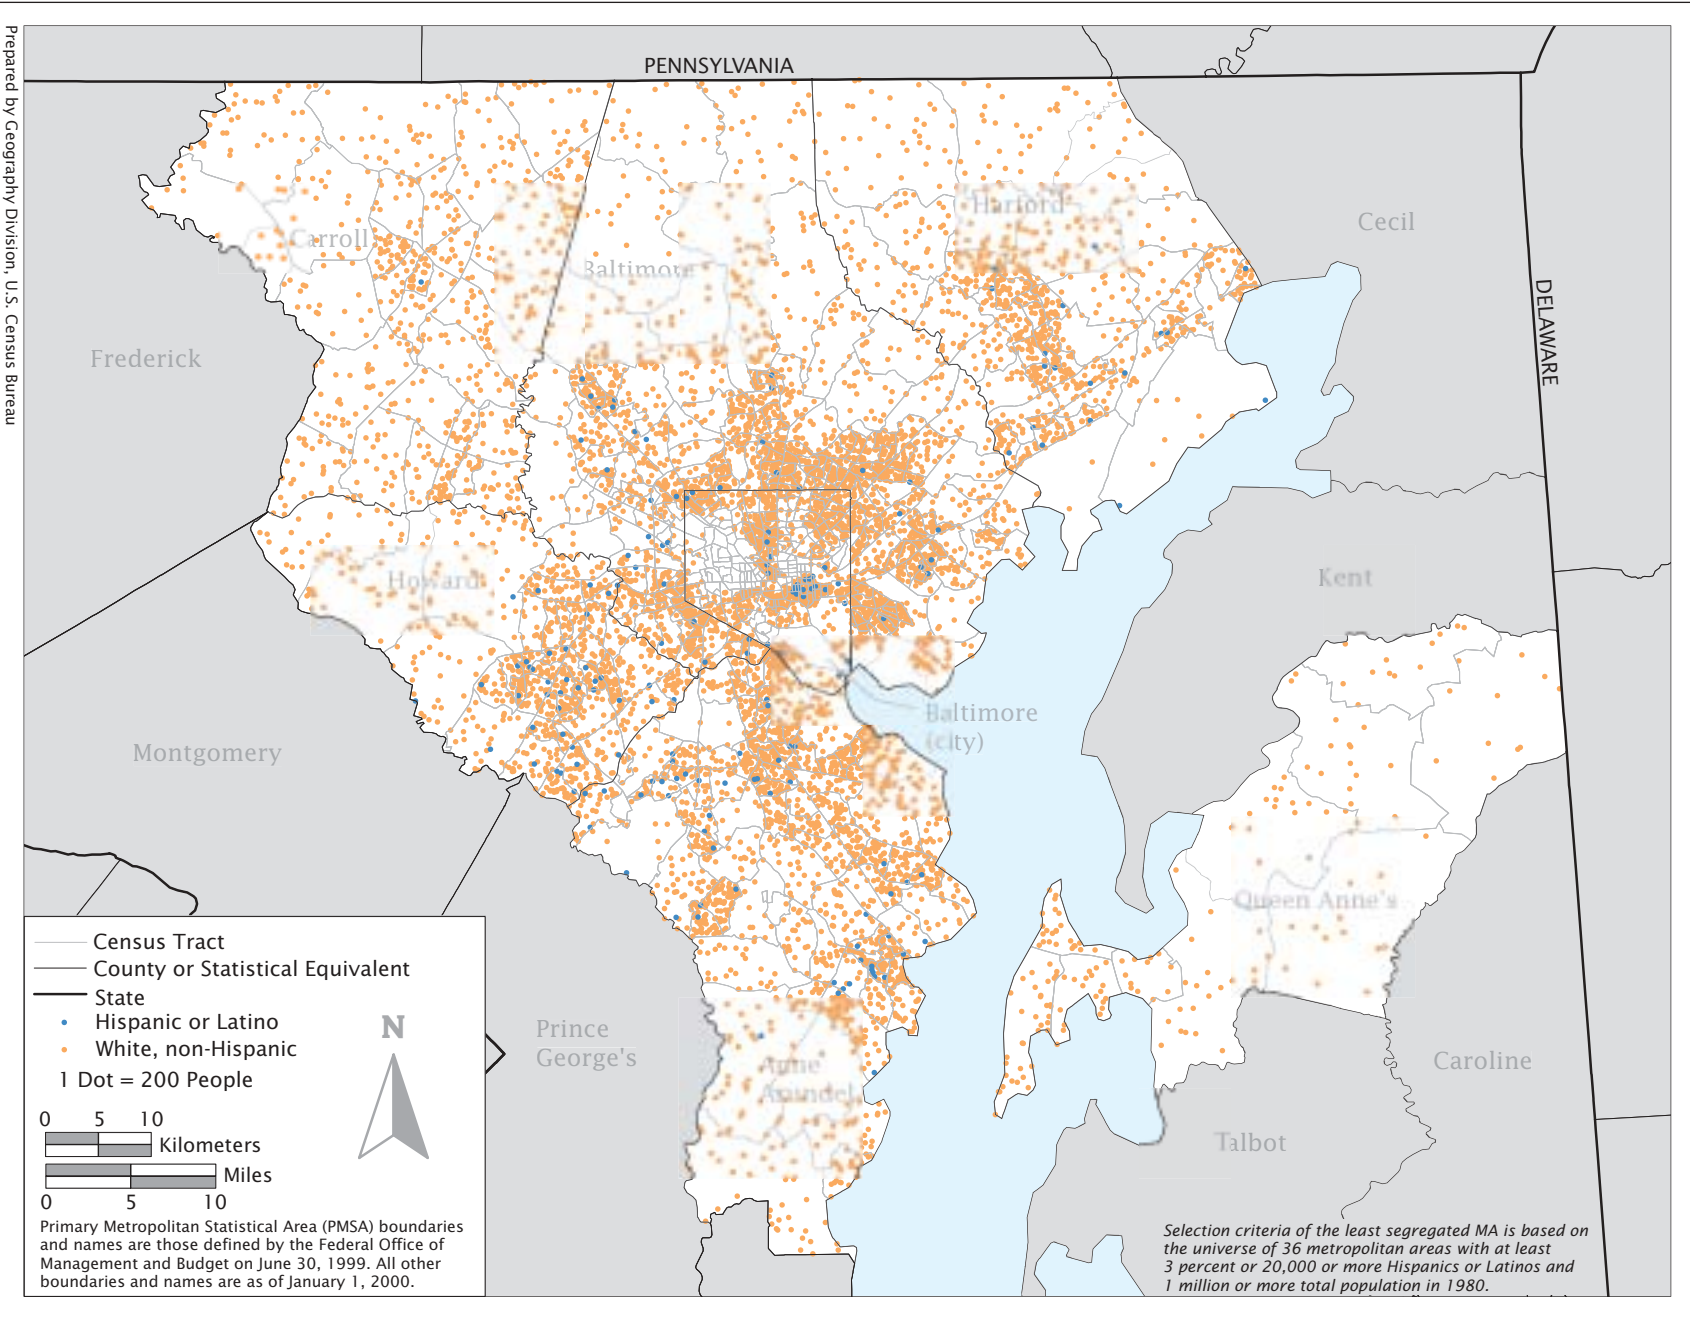 Prepared by Geography Division, U.S. Census Bureau
PENNSYLVANIA
Harford
Cecil
Carroll
Baltimore
DELAWARE
Frederick
Howard
Kent
Baltimore
(city)
Montgomery
Queen Anne's
Census Tract
County or Statistical Equivalent
State
Hispanic or Latino
White, non-Hispanic
1 Dot = 200 People
N
0 5 10
Kilometers
Miles
0 5 10
Prince
George's
Anne
Arundel
Caroline
Talbot
Primary Metropolitan Statistical Area (PMSA) boundaries
and names are those defined by the Federal Office of
Management and Budget on June 30, 1999. All other
boundaries and names are as of January 1, 2000.
Selection criteria of the least segregated MA is based on
the universe of 36 metropolitan areas with at least
3 percent or 20,000 or more Hispanics or Latinos and
1 million or more total population in 1980.